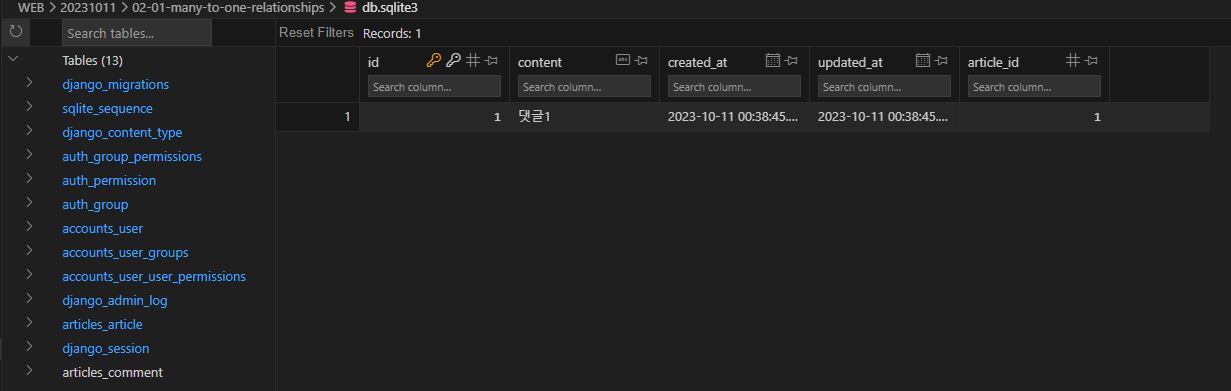 WEB > 20231011 > 02-01-many-to-one-relationships > db.sqlite3
Search tables... Reset Filters Records: 1
Tables (13) id content created_at updated_at article_id
django_migrations Search column... Search column... Search column... Search column... Search column...
sqlite_sequence 1 1 댓글1 2023-10-11 00:38:45.... 2023-10-11 00:38:45.... 1
django_content_type
auth_group_permissions
auth_permission
auth_group
accounts_user
accounts_user_groups
accounts_user_user_permissions
django_admin_log
articles_article
django_session
articles_comment